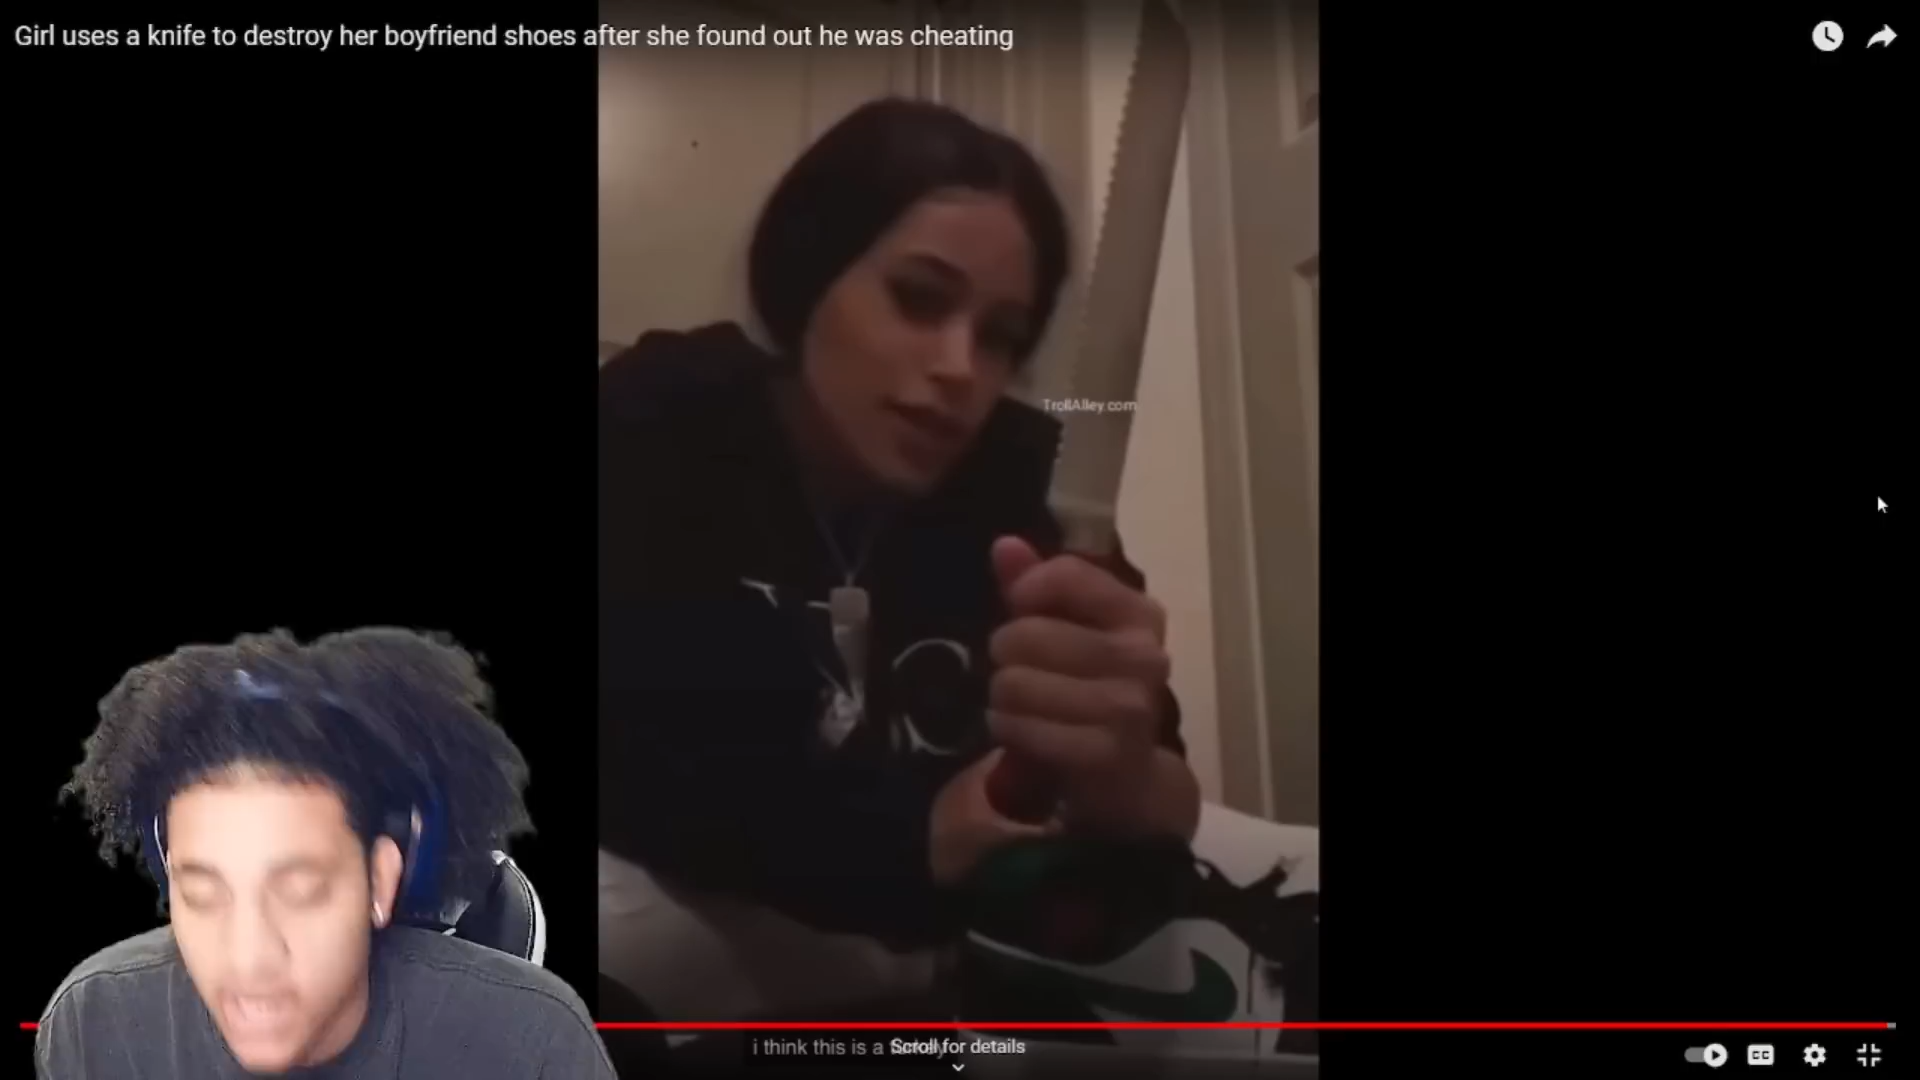 Girl uses a knife to destroy her boyfriend shoes after she found out he was cheating
TrollAlley.com
i think this is a
Scroll for details
CC